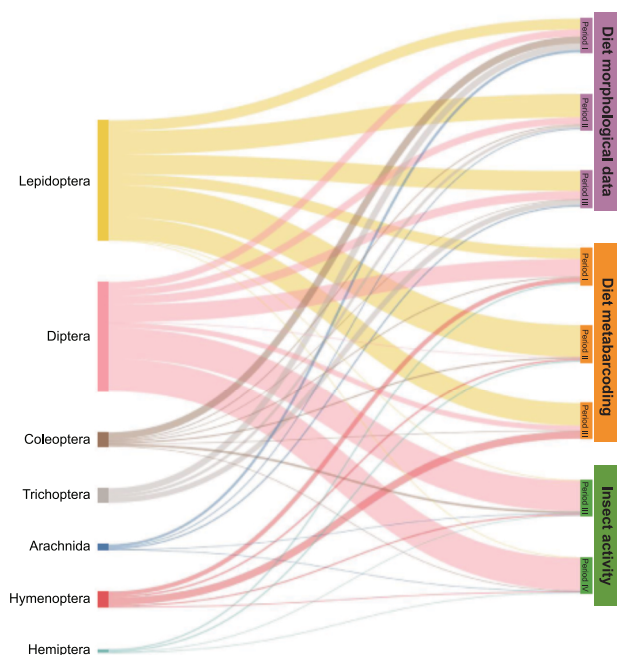 Lepidoptera
Diptera
Coleoptera
Trichoptera
Arachnida
Hymenoptera
Hemiptera
Period I
Period II
Period III
Diet morphological data
Period I
Period II
Period III
Diet metabarcoding
Period III
Period IV
Insect activity